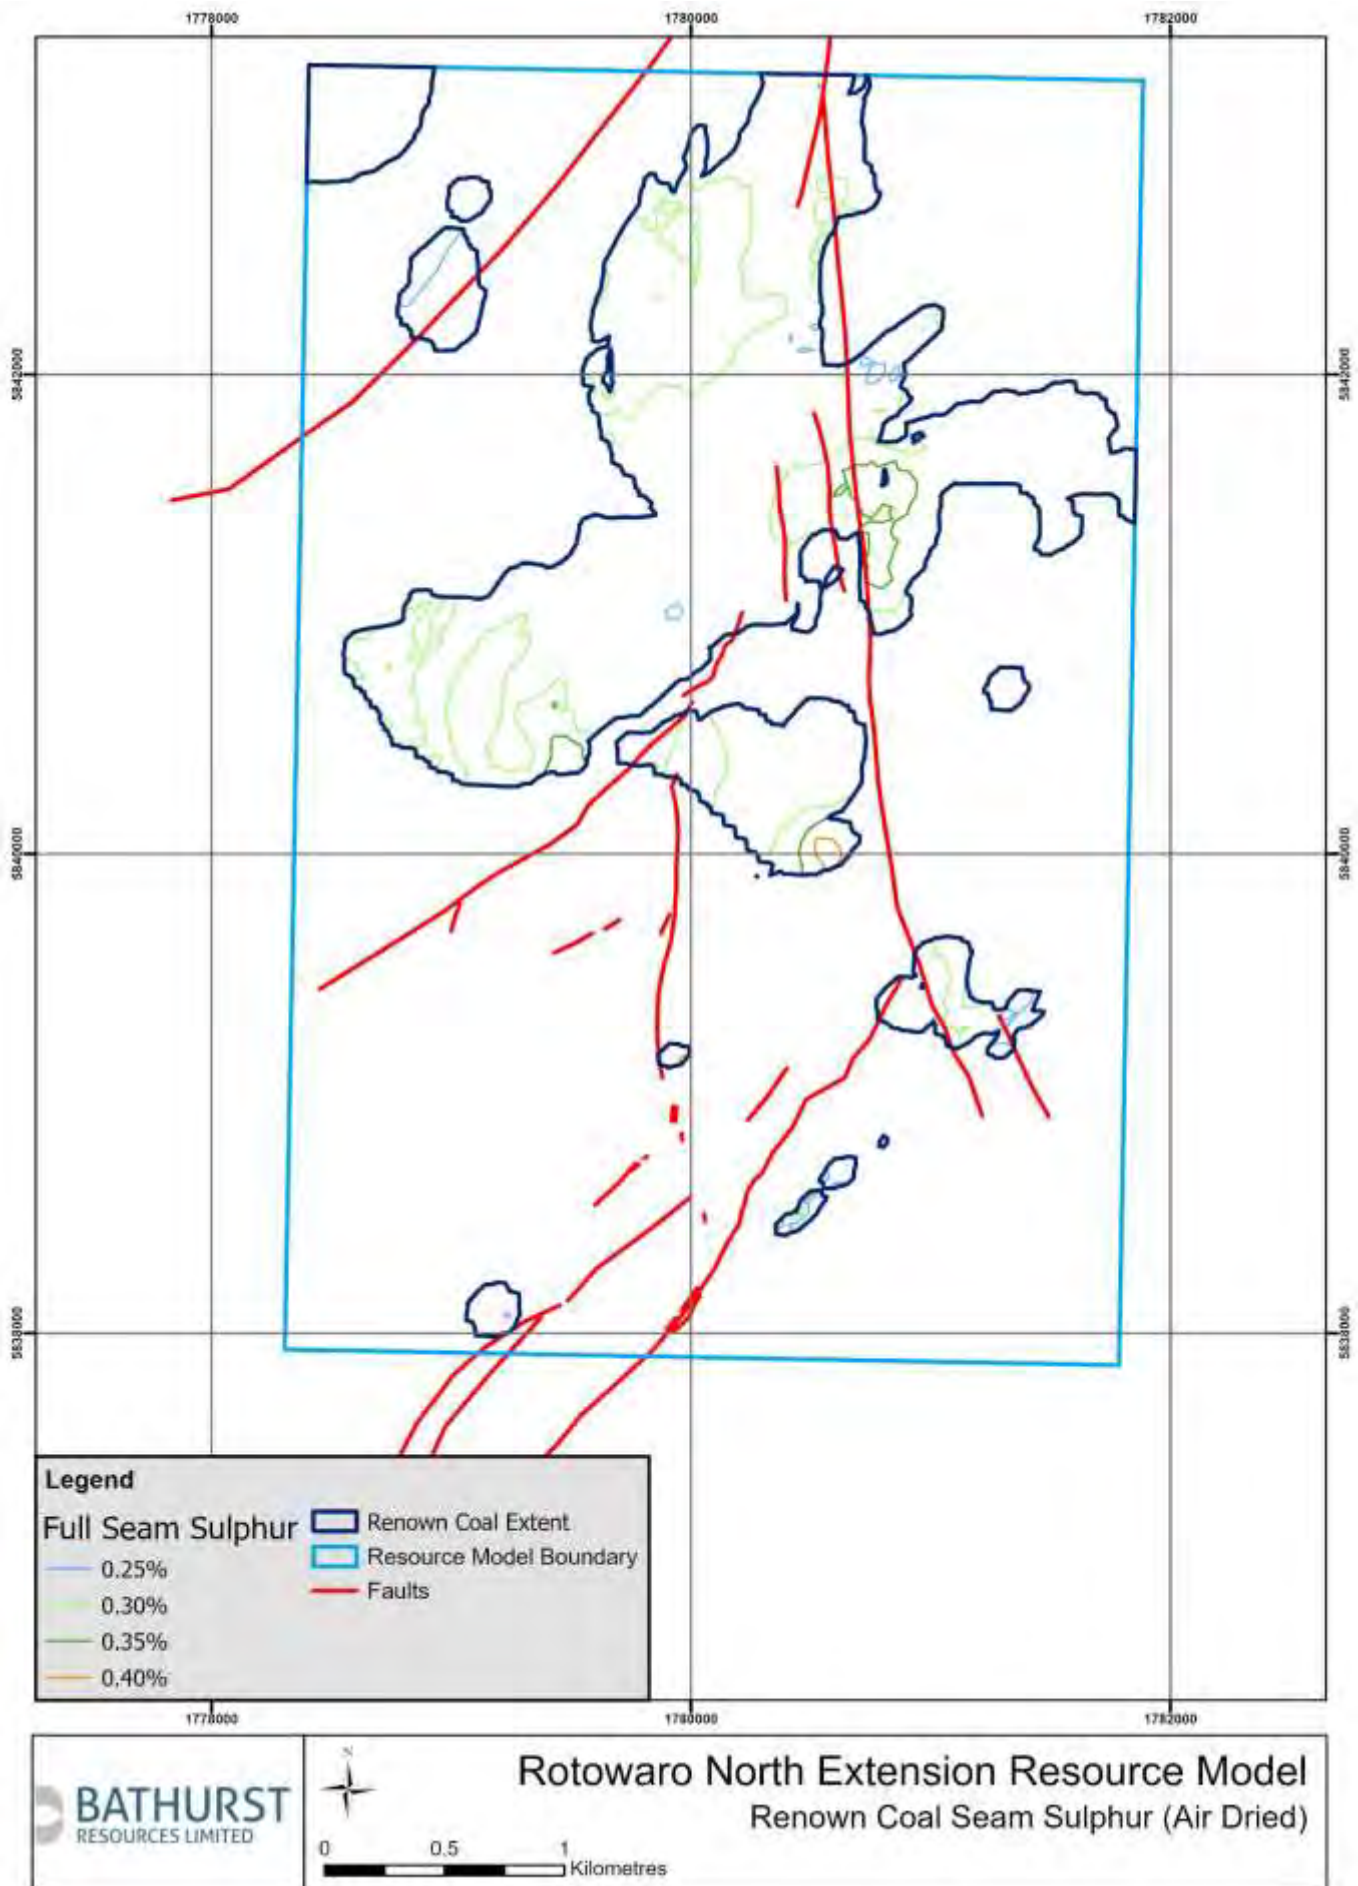 1778000 1780000 1782000
5842000 5842000
5840000 5840000
5838000 5838000
Legend
Full Seam Sulphur
0.25%
0.30%
0.35%
0.40%
Renown Coal Extent
Resource Model Boundary
Faults
1778000 1780000 1782000
BATHURST
RESOURCES LIMITED
N
0 0.5 1
Kilometres
Rotowaro North Extension Resource Model
Renown Coal Seam Sulphur (Air Dried)